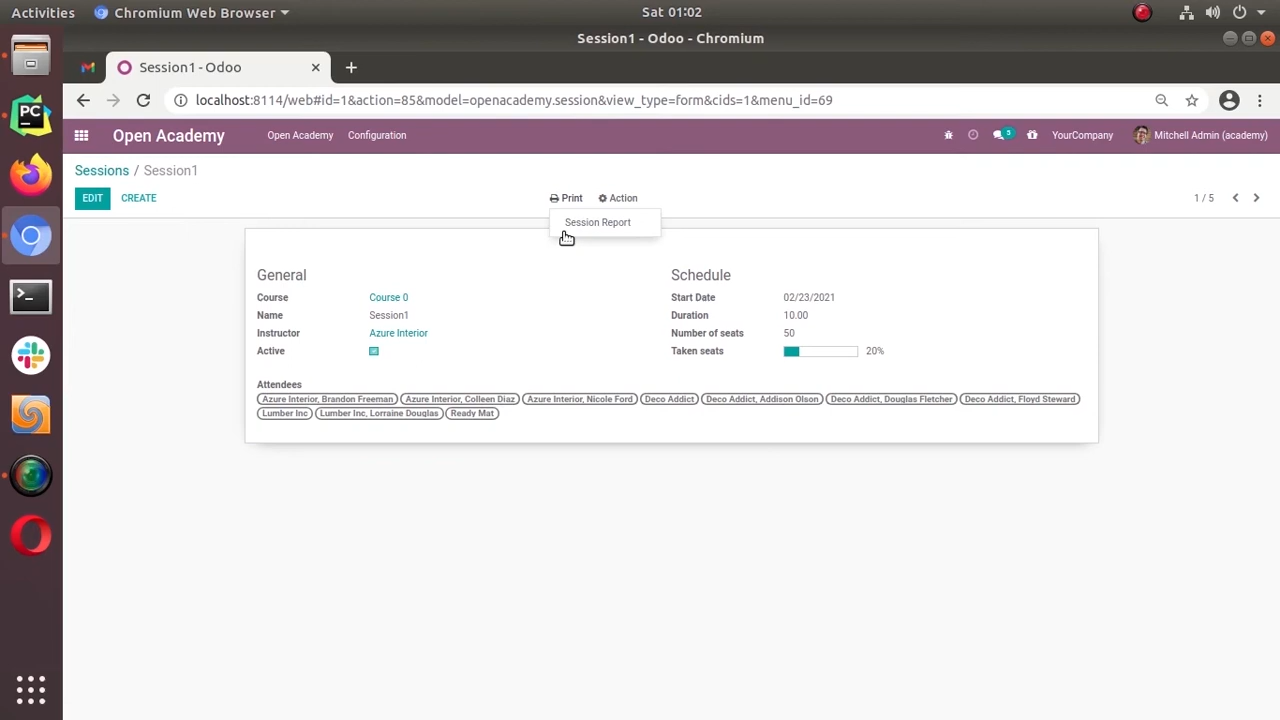 Activities Chromium Web Browser Sat 01:02
Session1 - Odoo - Chromium
Session1 - Odoo
localhost:8114/web#id=1&action=85&model=openacademy.session&view_type=form&cids=1&menu_id=69
Open Academy Open Academy Configuration 5 YourCompany Mitchell Admin (academy)
Sessions / Session1
EDIT CREATE Print Action 1 / 5
Session Report
General Schedule
Course Course 0 Start Date 02/23/2021
Name Session1 Duration 10.00
Instructor Azure Interior Number of seats 50
Active Taken seats 20%
Attendees
Azure Interior, Brandon Freeman Azure Interior, Colleen Diaz Azure Interior, Nicole Ford Deco Addict Deco Addict, Addison Olson Deco Addict, Douglas Fletcher Deco Addict, Floyd Steward
Lumber Inc Lumber Inc, Lorraine Douglas Ready Mat
PC